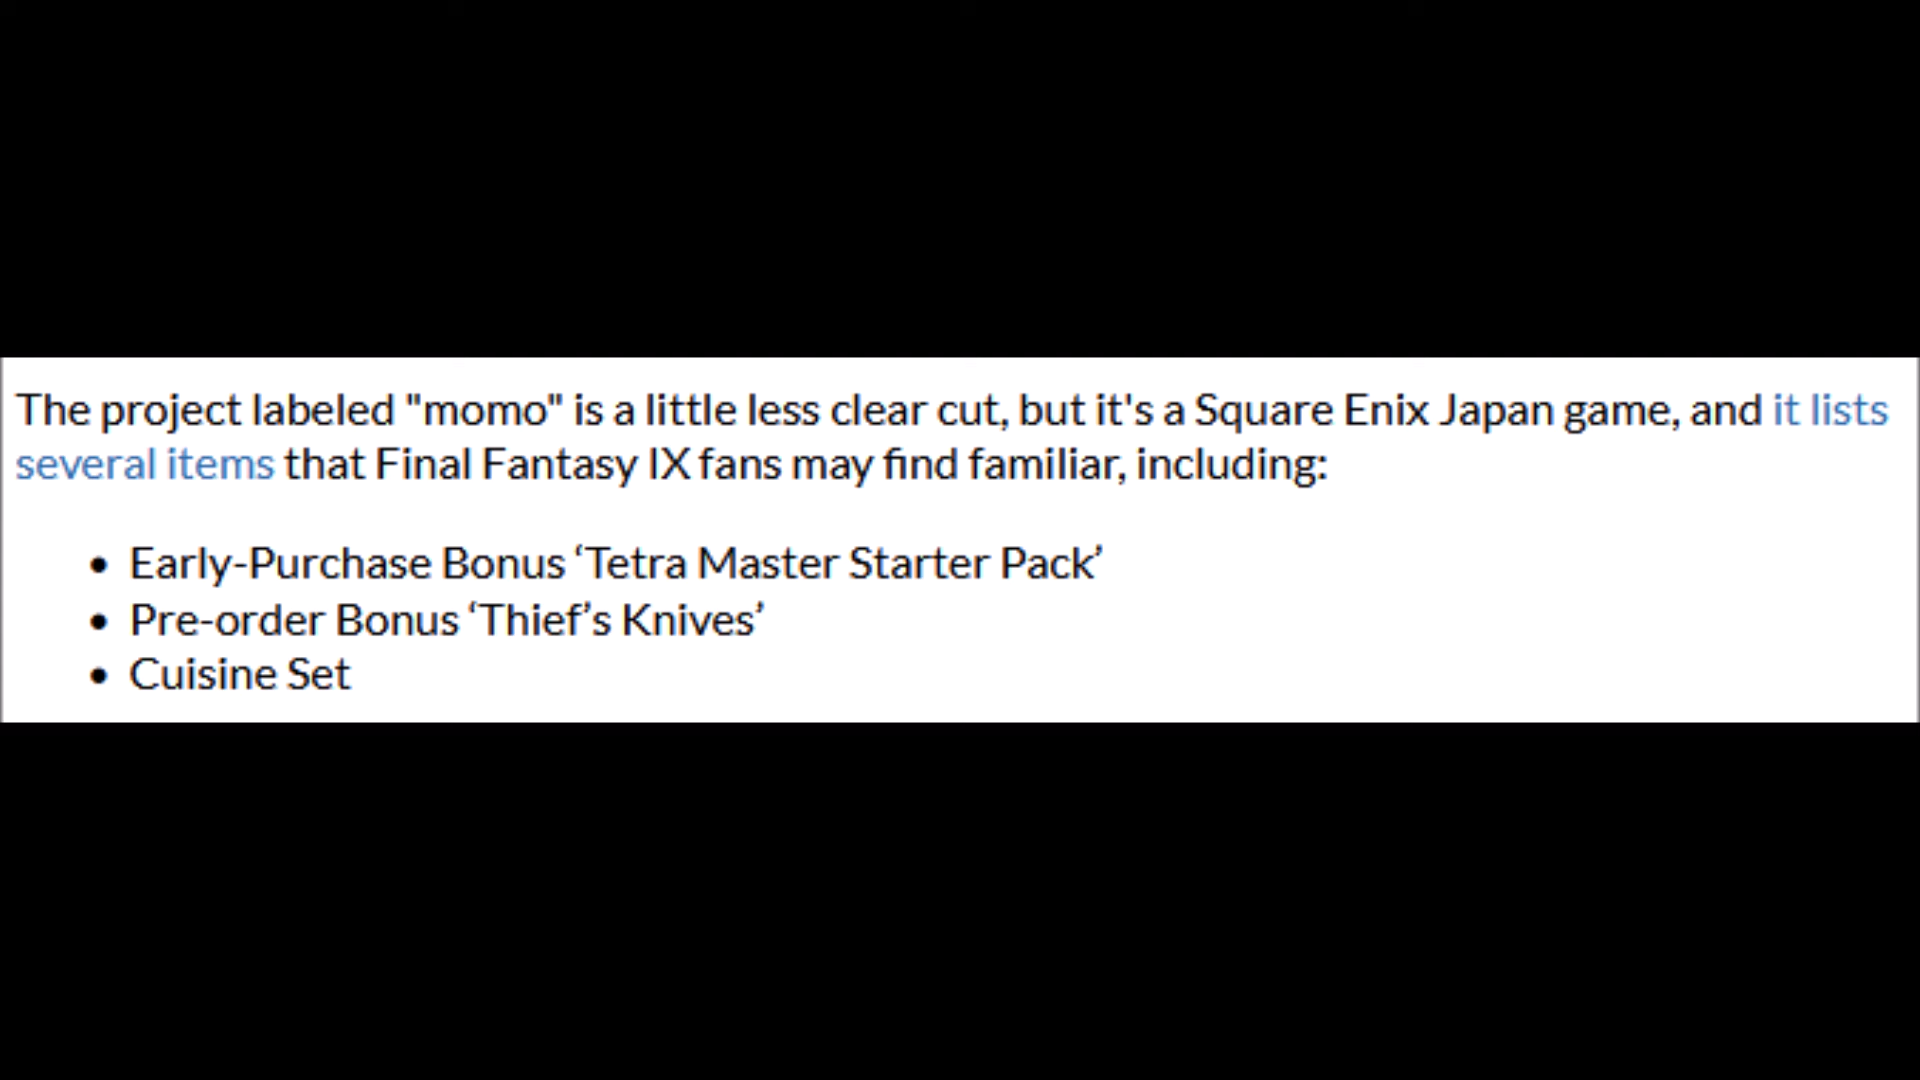 The project labeled "momo" is a little less clear cut, but it's a Square Enix Japan game, and it lists
several items that Final Fantasy IX fans may find familiar, including:
• Early-Purchase Bonus ‘Tetra Master Starter Pack’
• Pre-order Bonus ‘Thief’s Knives’
• Cuisine Set